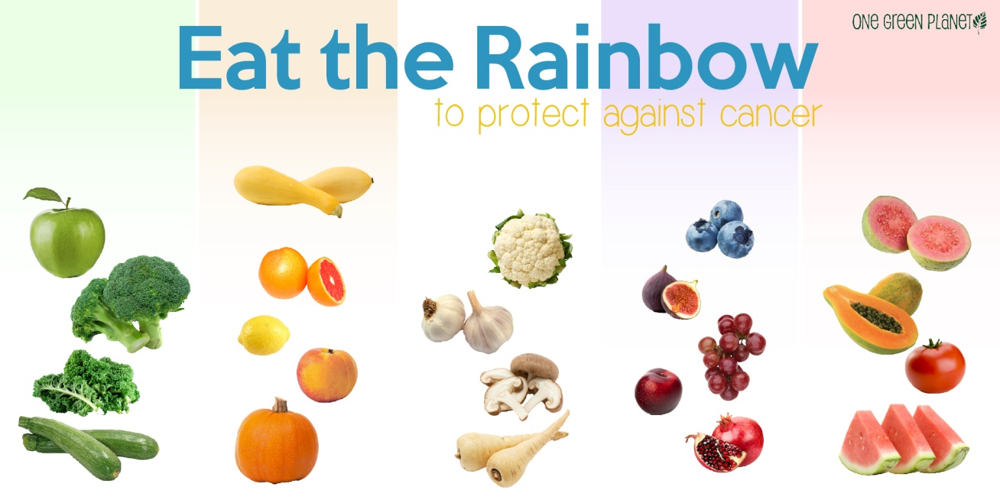 ONE GREEN PLANET
Eat the Rainbow
to protect against cancer